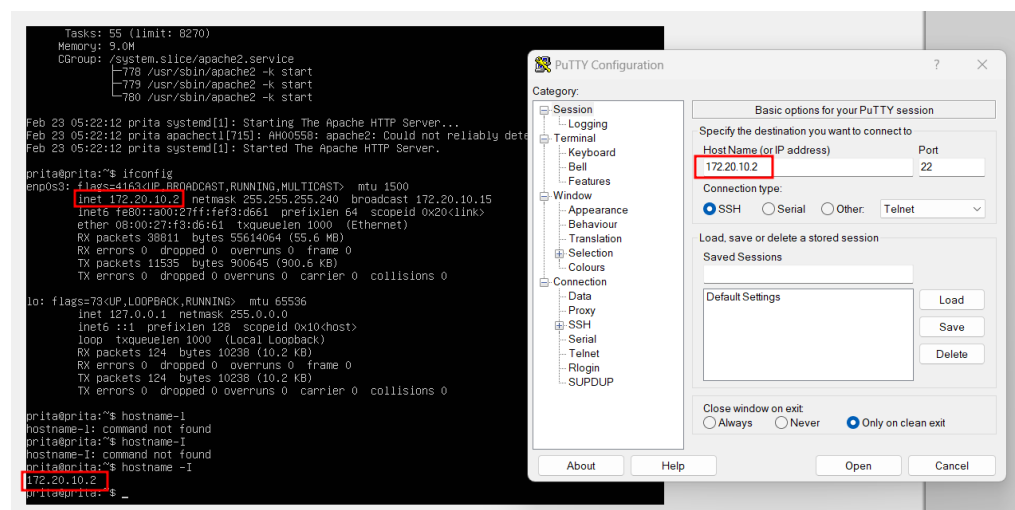 Tasks: 55 (limit: 8270)
Memory: 9.0M
CGroup: /system.slice/apache2.service
├─778 /usr/sbin/apache2 -k start
├─779 /usr/sbin/apache2 -k start
└─780 /usr/sbin/apache2 -k start
Feb 23 05:22:12 prita systemd[1]: Starting The Apache HTTP Server...
Feb 23 05:22:12 prita apachectl[715]: AH00558: apache2: Could not reliably dete
Feb 23 05:22:12 prita systemd[1]: Started The Apache HTTP Server.
prita@prita:~$ ifconfig
enp0s3: flags=4163<UP,BROADCAST,RUNNING,MULTICAST> mtu 1500
inet 172.20.10.2 netmask 255.255.255.240 broadcast 172.20.10.15
inet6 fe80::a00:27ff:fef3:d661 prefixlen 64 scopeid 0x20<link>
ether 08:00:27:f3:d6:61 txqueuelen 1000 (Ethernet)
RX packets 38811 bytes 55614064 (55.6 MB)
RX errors 0 dropped 0 overruns 0 frame 0
TX packets 11535 bytes 900645 (900.6 KB)
TX errors 0 dropped 0 overruns 0 carrier 0 collisions 0
lo: flags=73<UP,LOOPBACK,RUNNING> mtu 65536
inet 127.0.0.1 netmask 255.0.0.0
inet6 ::1 prefixlen 128 scopeid 0x10<host>
loop txqueuelen 1000 (Local Loopback)
RX packets 124 bytes 10238 (10.2 KB)
RX errors 0 dropped 0 overruns 0 frame 0
TX packets 124 bytes 10238 (10.2 KB)
TX errors 0 dropped 0 overruns 0 carrier 0 collisions 0
prita@prita:~$ hostname-l
hostname-l: command not found
prita@prita:~$ hostname-I
hostname-I: command not found
prita@prita:~$ hostname -I
172.20.10.2
prita@prita:~$ _
PuTTY Configuration
?
Category:
Session
Logging
Terminal
Keyboard
Bell
Features
Window
Appearance
Behaviour
Translation
Selection
Colours
Connection
Data
Proxy
SSH
Serial
Telnet
Rlogin
SUPDUP
Basic options for your PuTTY session
Specify the destination you want to connect to
Host Name (or IP address) Port
172.20.10.2 22
Connection type:
SSH Serial Other: Telnet
Load, save or delete a stored session
Saved Sessions
Default Settings
Load
Save
Delete
Close window on exit:
Always Never Only on clean exit
About Help Open Cancel